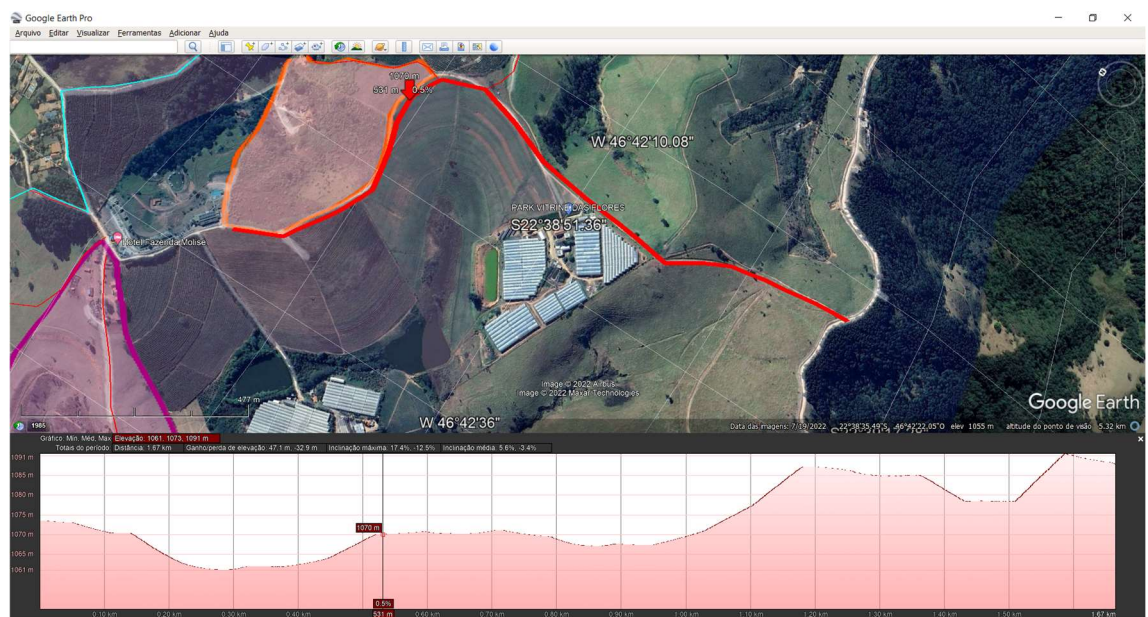 Google Earth Pro
Arquivo Editar Visualizar Ferramentas Adicionar Ajuda
1070 m
531 m 0.5%
W 46°42'10.08"
PARK VITRINE DAS FLORES
S22°38'51.36"
Hotel Fazenda Molise
477 m
image © 2022 Airbus
image © 2022 Maxar Technologies
Google Earth
W 46°42'36"
1985
Data das imagens: 7/19/2022 22°38'35.49"S 46°42'22.05"O elev 1055 m altitude do ponto de visão 5.32 km
Gráfico: Mín, Méd, Máx Elevação: 1061, 1073, 1091 m
Totais do período: Distância: 1.67 km Ganho/perda de elevação: 47.1 m, -32.9 m Inclinação máxima: 17.4%, -12.5% Inclinação média: 5.6%, -3.4%
1091 m
1085 m
1080 m
1075 m
1070 m
1065 m
1061 m
1070 m
0.5%
0.10 km 0.20 km 0.30 km 0.40 km 531 m 0.60 km 0.70 km 0.80 km 0.90 km 1.00 km 1.10 km 1.20 km 1.30 km 1.40 km 1.50 km 1.67 km